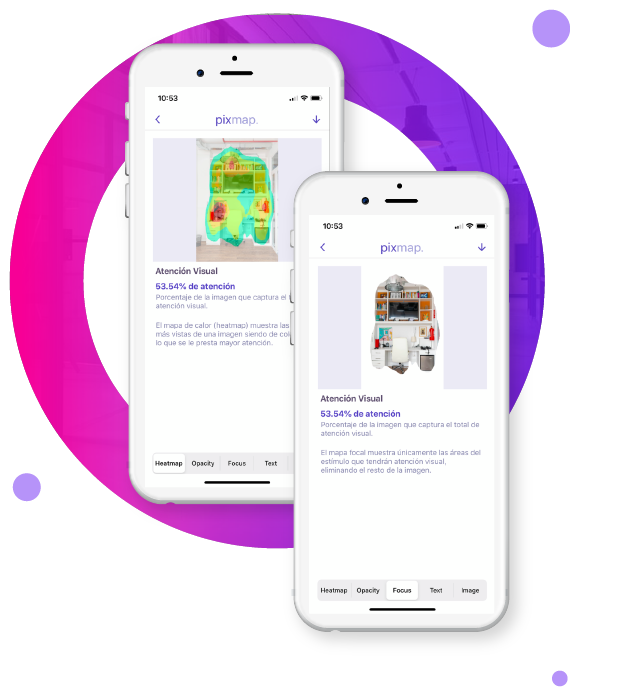 10:53
pixmap.
Atención Visual
53.54% de atención
Porcentaje de la imagen que captura el
atención visual.
El mapa de calor (heatmap) muestra las
más vistas de una imagen siendo de
lo que se le presta mayor atención.
Heatmap Opacity Focus Text
10:53
pixmap.
Atención Visual
53.54% de atención
Porcentaje de la imagen que captura el total de
atención visual.
El mapa focal muestra únicamente las áreas del
estímulo que tendrán atención visual,
eliminando el resto de la imagen.
Heatmap Opacity Focus Text Image